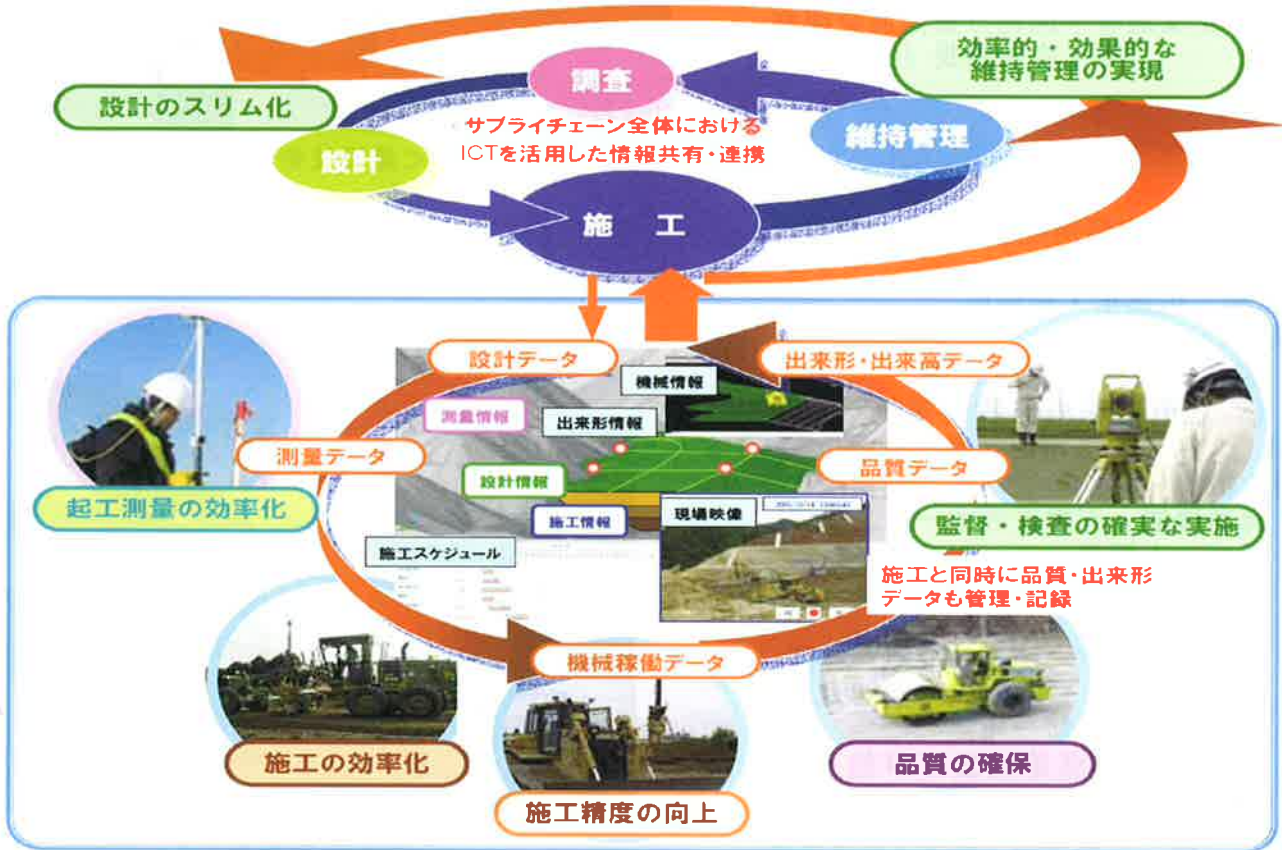 効率的・効果的な
維持管理の実現
調査
設計のスリム化
サプライチェーン全体における
ICTを活用した情報共有・連携
維持管理
設計
施 工
設計データ
出来形・出来高データ
機械情報
測量情報
出来形情報
測量データ
品質データ
設計情報
起工測量の効率化
施工情報
現場映像
監督・検査の確実な実施
施工スケジュール
施工と同時に品質・出来形
データも管理・記録
機械稼働データ
施工の効率化
品質の確保
施工精度の向上